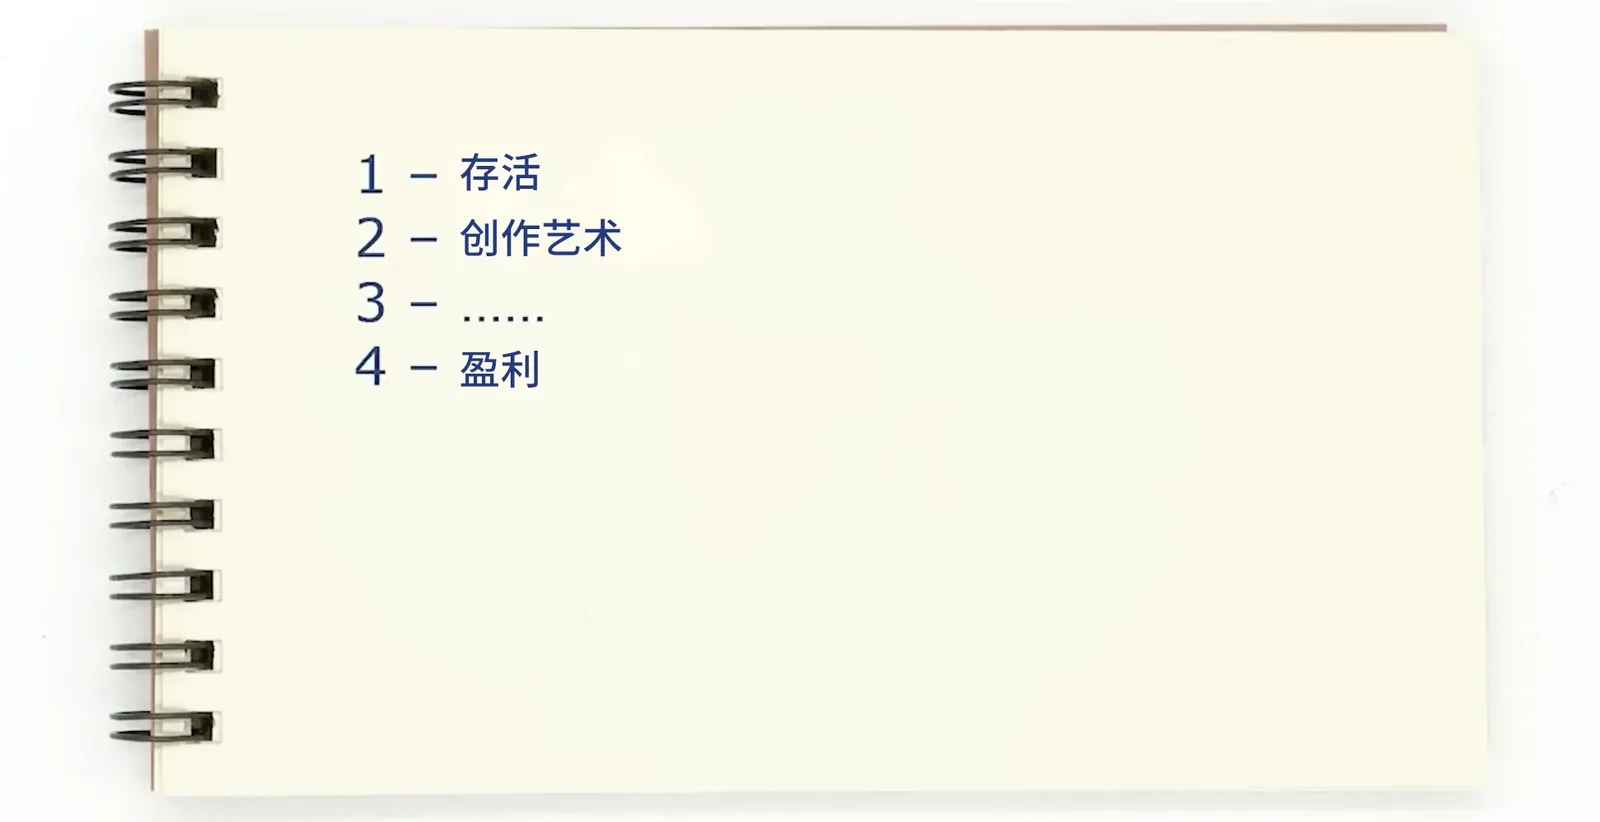 1 – 存活
2 – 创作艺术
3 – ......
4 – 盈利